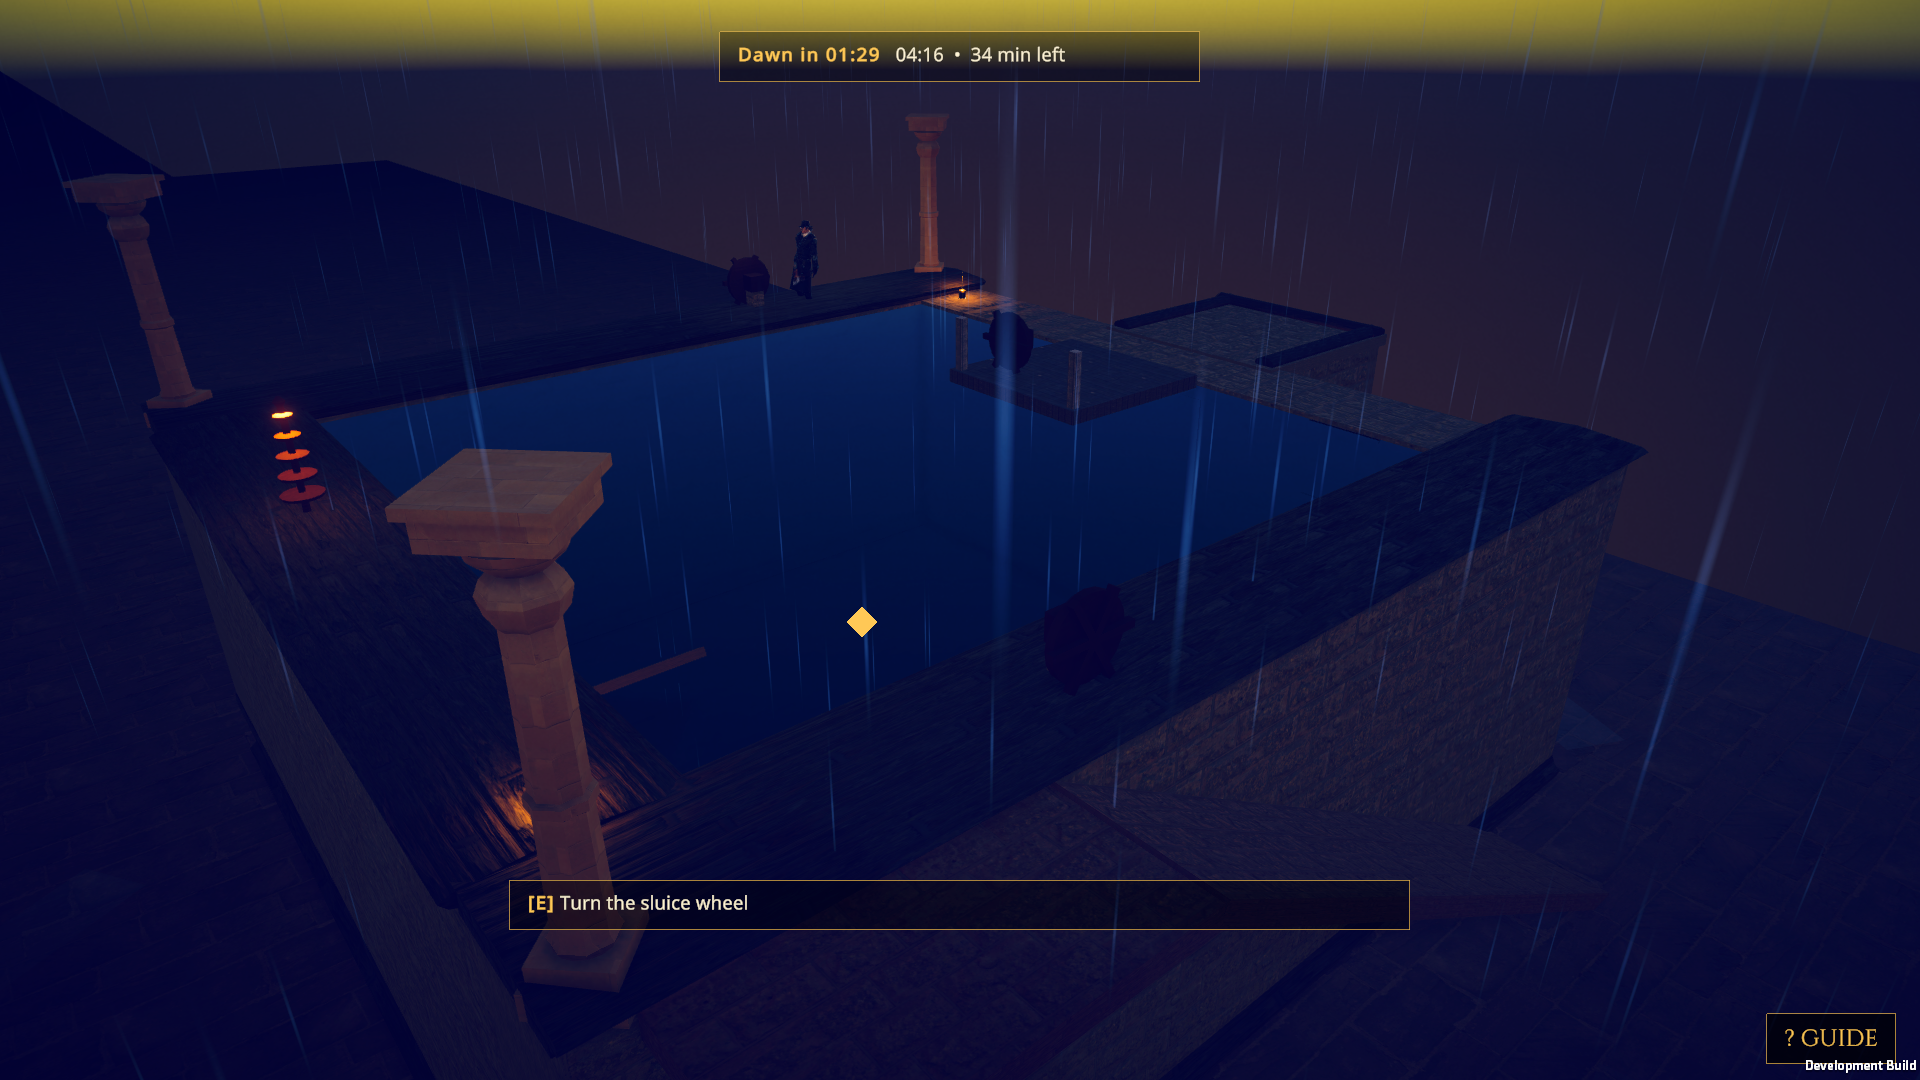 Dawn in 01:29 04:16 • 34 min left
[E] Turn the sluice wheel
? GUIDE
Development Build